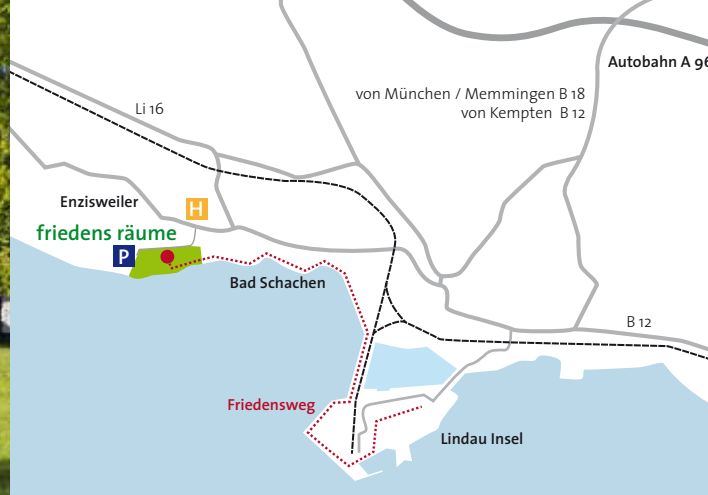 Autobahn A 96
von München / Memmingen B 18
von Kempten B 12
Li 16
Enzisweiler
H
friedens räume
P
Bad Schachen
B 12
Friedensweg
Lindau Insel